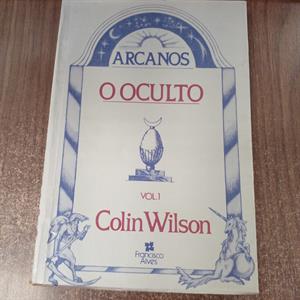 ARCANOS
O OCULTO
VOL.1
Colin Wilson
Francisco
Alves